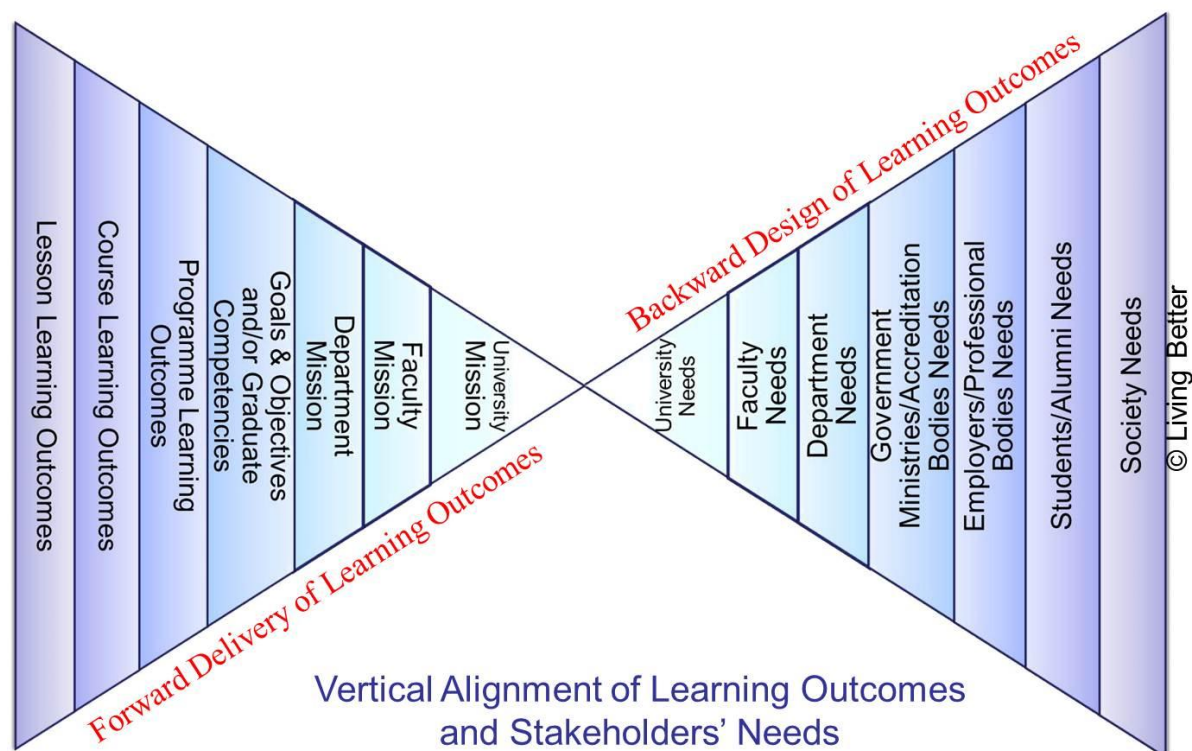 Lesson Learning Outcomes
Course Learning Outcomes
Programme Learning
Outcomes
Goals & Objectives
and/or Graduate
Competencies
Department
Mission
Faculty
Mission
University
Mission
Forward Delivery of Learning Outcomes
Backward Design of Learning Outcomes
University
Needs
Faculty
Needs
Department
Needs
Government
Ministries/Accreditation
Bodies Needs
Employers/Professional
Bodies Needs
Students/Alumni Needs
Society Needs
© Living Better
Vertical Alignment of Learning Outcomes
and Stakeholders' Needs